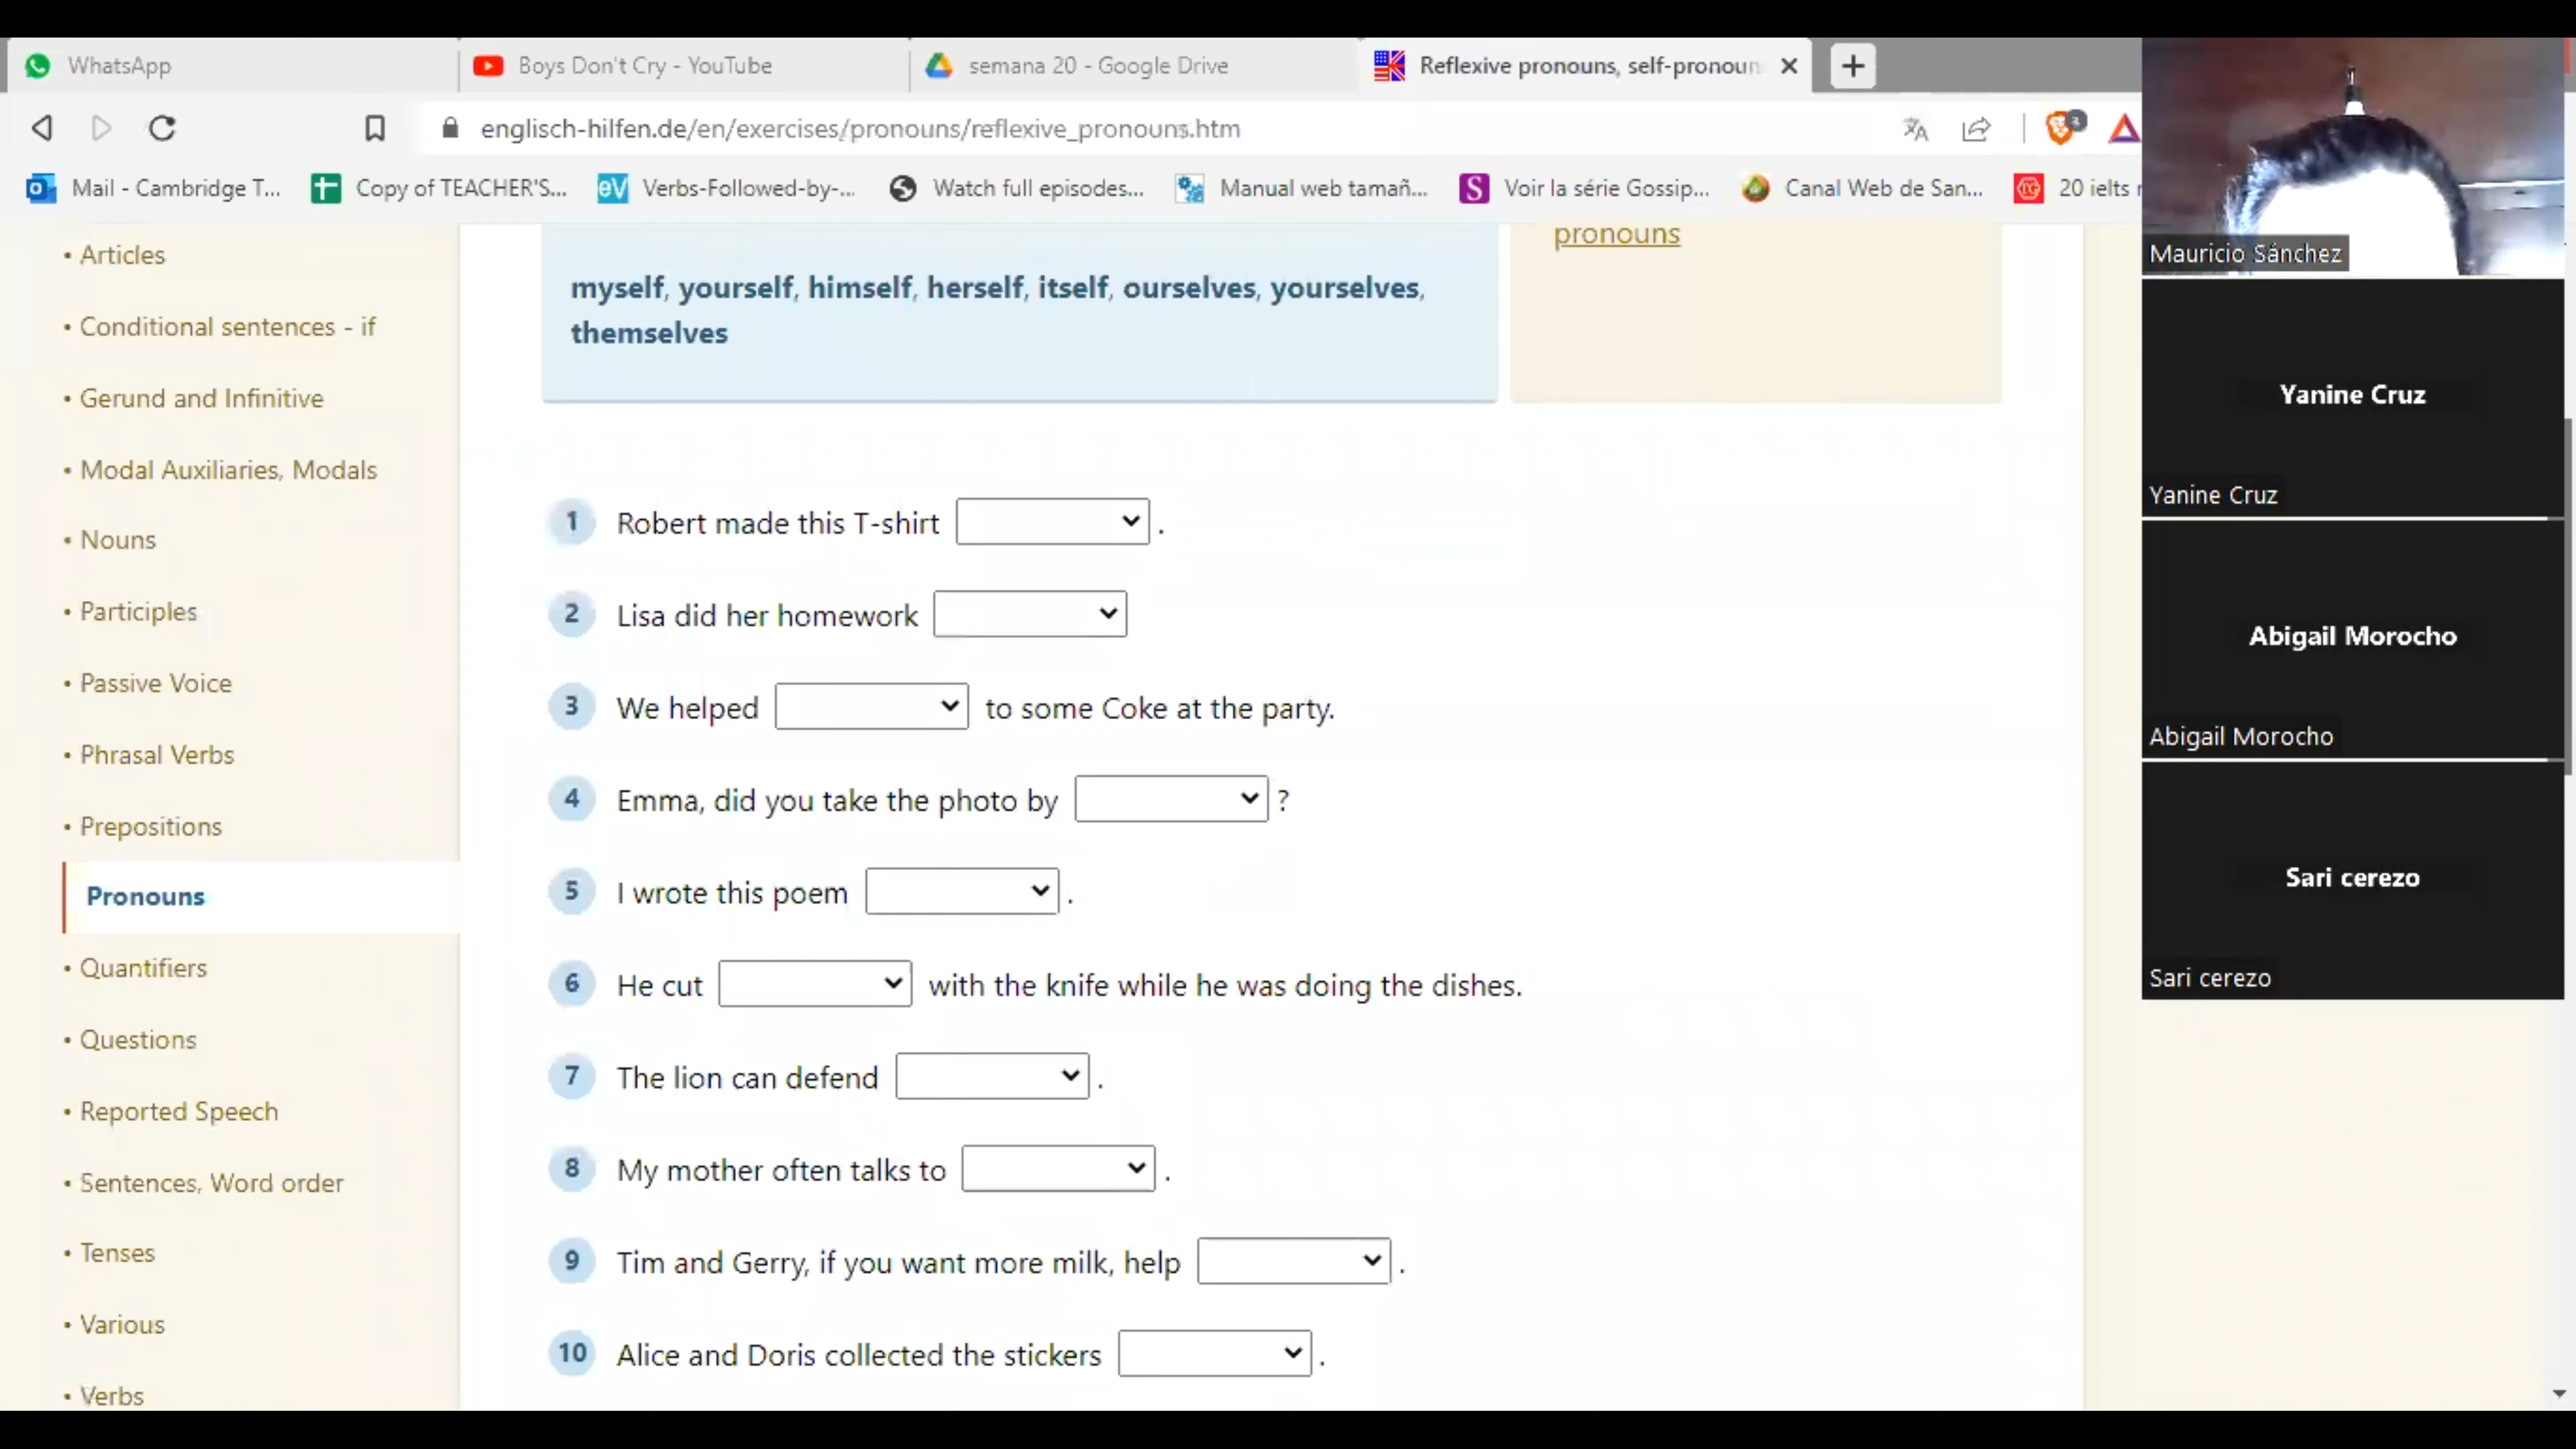 WhatsApp
Boys Don't Cry - YouTube
semana 20 - Google Drive
Reflexive pronouns, self-pronoun
englisch-hilfen.de/en/exercises/pronouns/reflexive_pronouns.htm
3
Mail - Cambridge T...
Copy of TEACHER'S...
eV
Verbs-Followed-by-...
Watch full episodes...
Manual web tamañ...
S
Voir la série Gossip...
Canal Web de San...
TG
20 ielts
• Articles
• Conditional sentences - if
• Gerund and Infinitive
• Modal Auxiliaries, Modals
• Nouns
• Participles
• Passive Voice
• Phrasal Verbs
• Prepositions
Pronouns
• Quantifiers
• Questions
• Reported Speech
• Sentences, Word order
• Tenses
• Various
• Verbs
myself, yourself, himself, herself, itself, ourselves, yourselves,
themselves
pronouns
1 Robert made this T-shirt .
2 Lisa did her homework
3 We helped to some Coke at the party.
4 Emma, did you take the photo by ?
5 I wrote this poem .
6 He cut with the knife while he was doing the dishes.
7 The lion can defend .
8 My mother often talks to .
9 Tim and Gerry, if you want more milk, help .
10 Alice and Doris collected the stickers .
Mauricio Sánchez
Yanine Cruz
Yanine Cruz
Abigail Morocho
Abigail Morocho
Sari cerezo
Sari cerezo